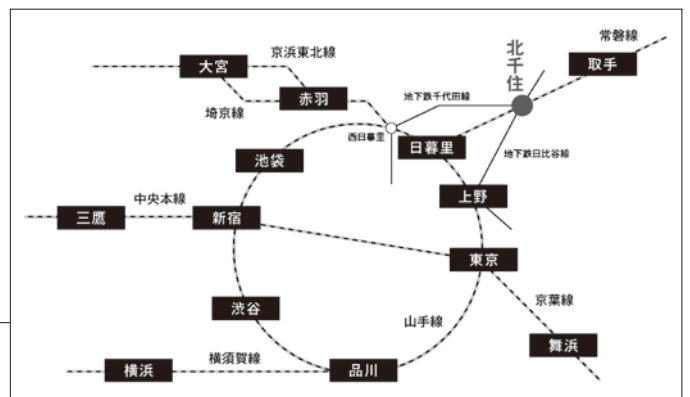 常磐線
北千住
取手
京浜東北線
大宮
赤羽
地下鉄千代田線
埼京線
西日暮里
日暮里
地下鉄日比谷線
池袋
上野
中央本線
三鷹
新宿
東京
京葉線
渋谷
山手線
舞浜
横須賀線
横浜
品川